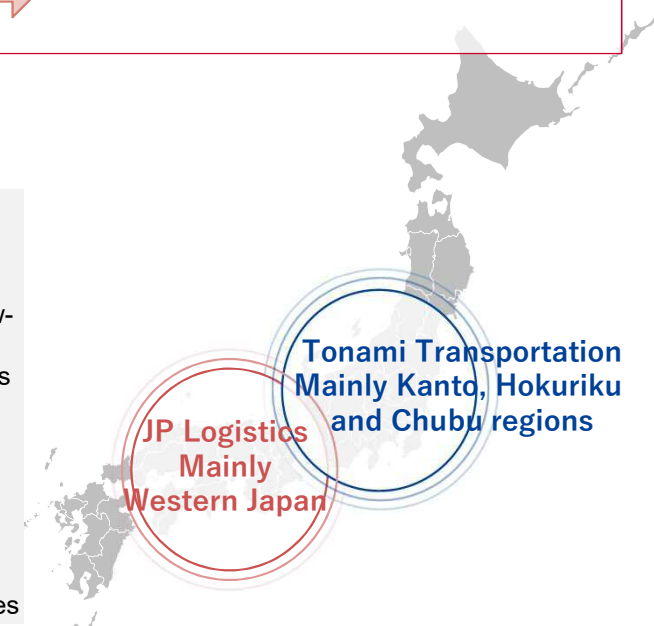 Tonami Transportation
Mainly Kanto, Hokuriku
and Chubu regions
JP Logistics
Mainly
Western Japan